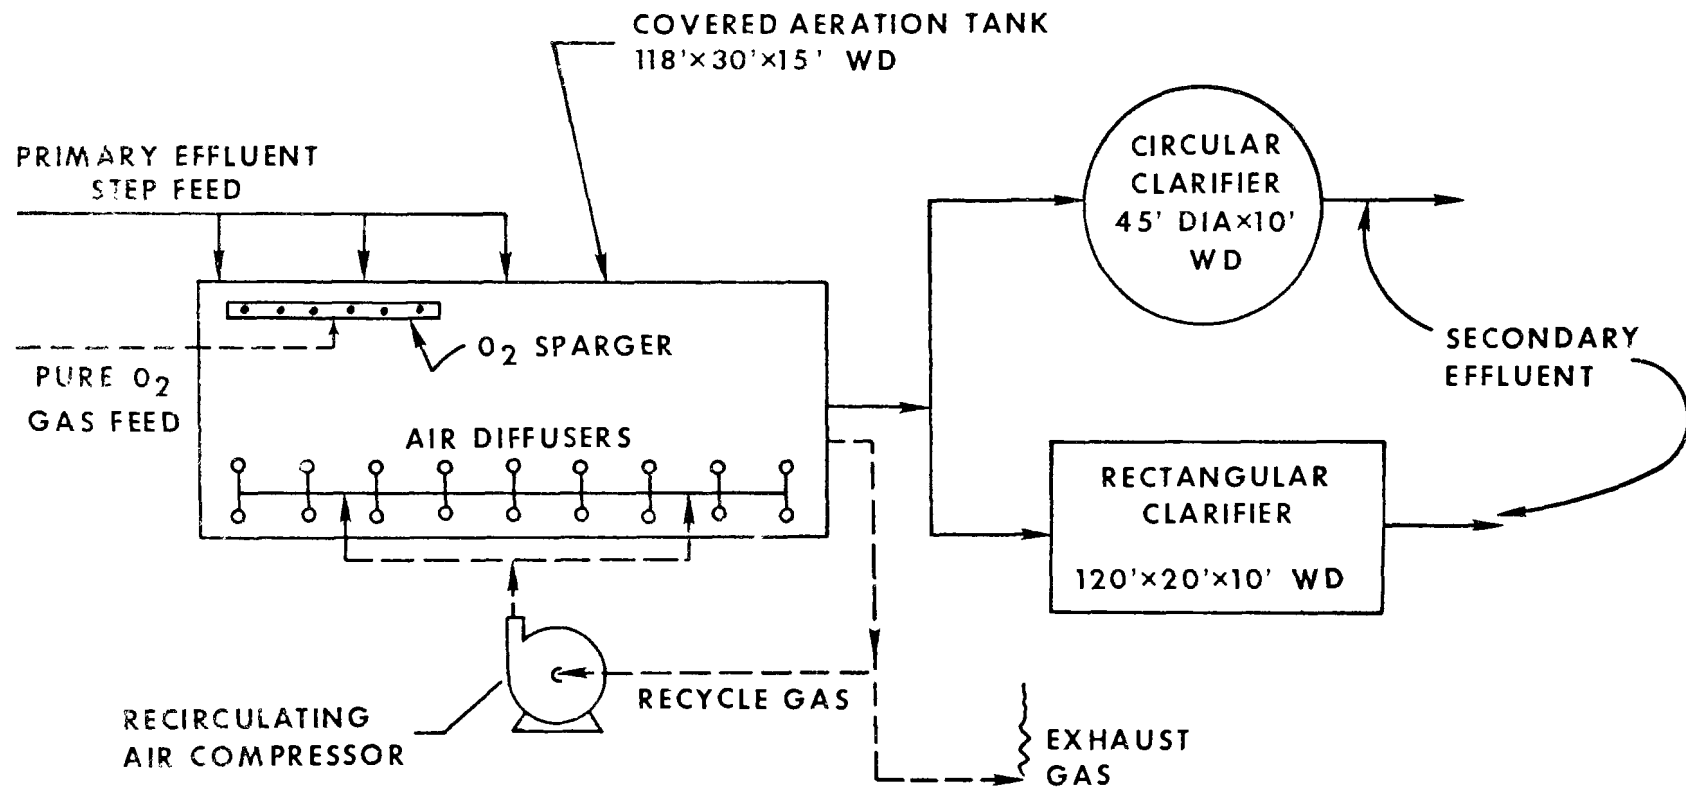 COVERED AERATION TANK
118'×30'×15' WD
PRIMARY EFFLUENT
STEP FEED
CIRCULAR
CLARIFIER
45' DIA×10'
WD
O2 SPARGER
PURE O2
GAS FEED
SECONDARY
EFFLUENT
AIR DIFFUSERS
RECTANGULAR
CLARIFIER
120'×20'×10' WD
RECYCLE GAS
RECIRCULATING
AIR COMPRESSOR
EXHAUST
GAS